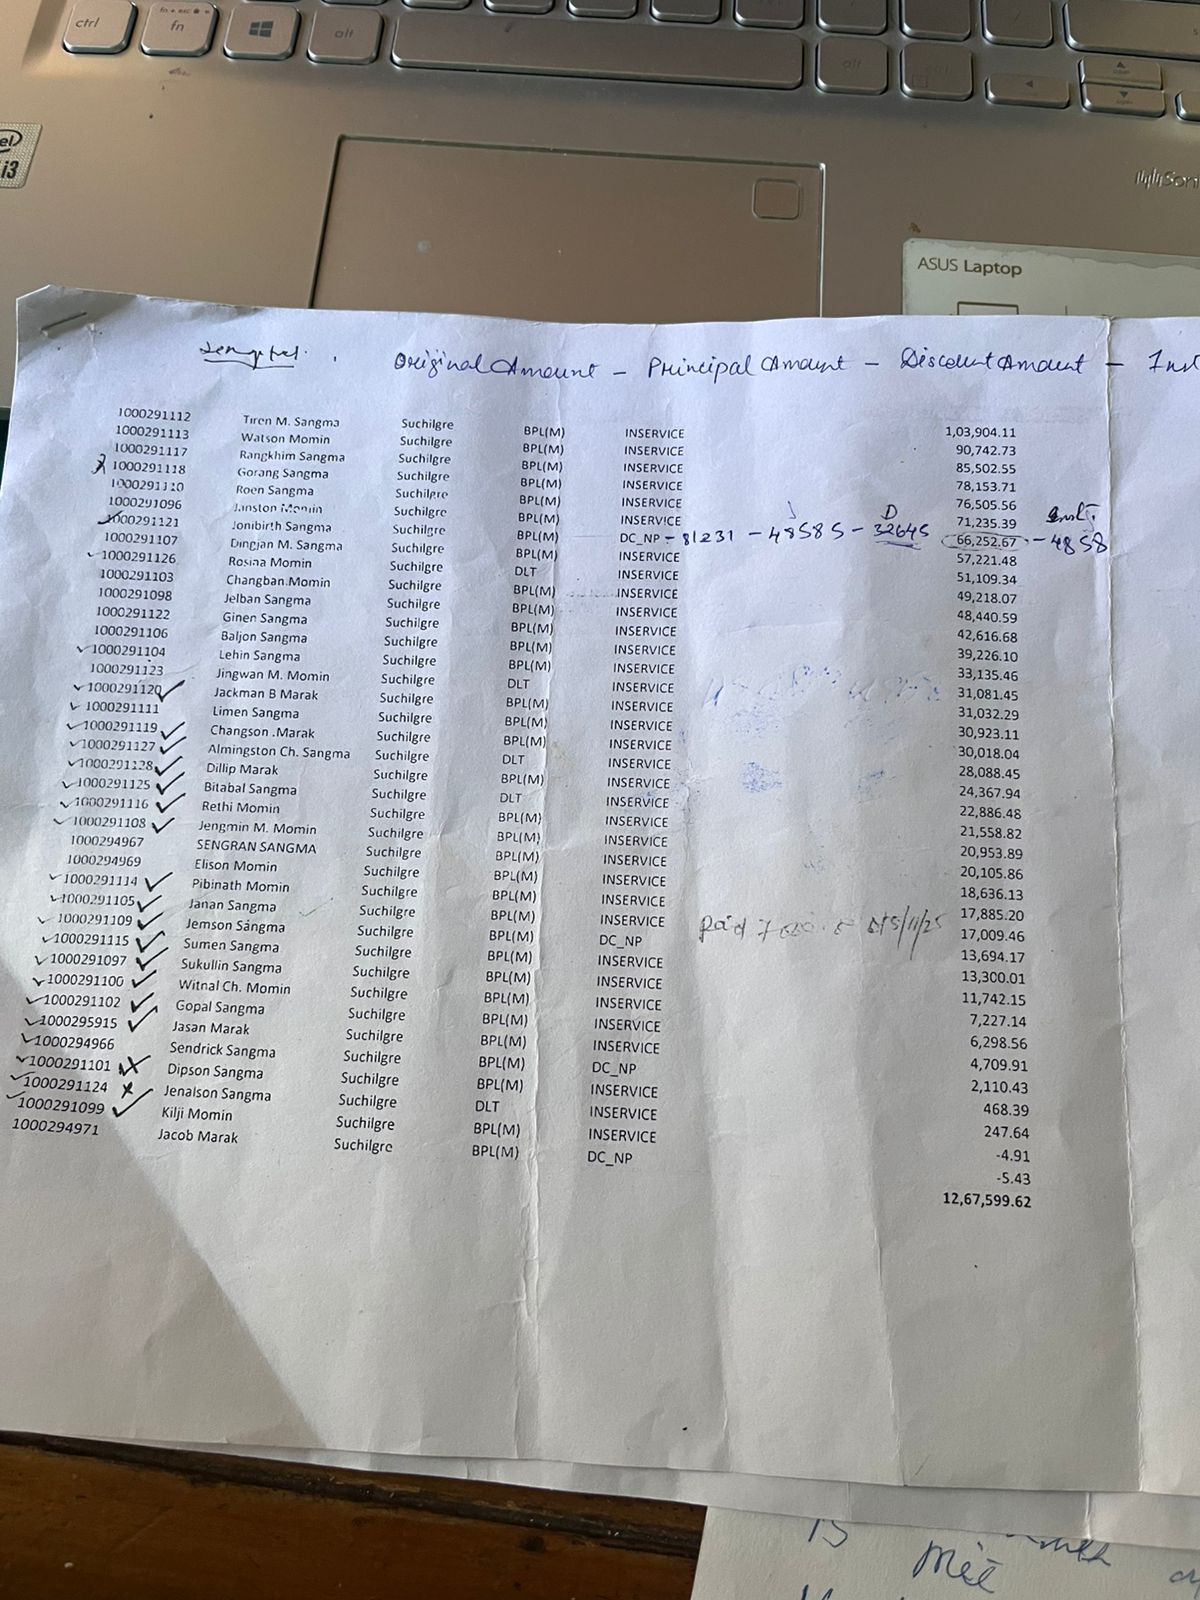 Original Amount - Principal Amount - Discount Amount - Inst
1000291112 Tiren M. Sangma Suchilgre BPL(M) INSERVICE 1,03,904.11
1000291113 Watson Momin Suchilgre BPL(M) INSERVICE 90,742.73
1000291117 Rangkhim Sangma Suchilgre BPL(M) INSERVICE 85,502.55
1000291118 Gorang Sangma Suchilgre BPL(M) INSERVICE 78,153.71
1000291110 Roen Sangma Suchilgre BPL(M) INSERVICE 76,505.56
1000291096 Janston Momin Suchilgre BPL(M) INSERVICE 71,235.39
D
1000291121 Jonibirth Sangma Suchilgre BPL(M) DC_NP - 81231 - 48585 - 32645 66,252.67 - 4858
1000291107 Dingjan M. Sangma Suchilgre BPL(M) INSERVICE 57,221.48
1000291126 Rosina Momin Suchilgre DLT INSERVICE 51,109.34
1000291103 Changban.Momin Suchilgre BPL(M) INSERVICE 49,218.07
1000291098 Jelban Sangma Suchilgre BPL(M) INSERVICE 48,440.59
1000291122 Ginen Sangma Suchilgre BPL(M) INSERVICE 42,616.68
1000291106 Baljon Sangma Suchilgre BPL(M) INSERVICE 39,226.10
1000291104 Lehin Sangma Suchilgre BPL(M) INSERVICE 33,135.46
1000291123 Jingwan M. Momin Suchilgre DLT INSERVICE 31,081.45
1000291120 Jackman B Marak Suchilgre BPL(M) INSERVICE 31,032.29
1000291111 Limen Sangma Suchilgre BPL(M) INSERVICE 30,923.11
1000291119 Changson .Marak Suchilgre BPL(M) INSERVICE 30,018.04
1000291127 Almingston Ch. Sangma Suchilgre DLT INSERVICE 28,088.45
1000291128 Dillip Marak Suchilgre BPL(M) INSERVICE 24,367.94
1000291125 Bitabal Sangma Suchilgre DLT INSERVICE 22,886.48
1000291116 Rethi Momin Suchilgre BPL(M) INSERVICE 21,558.82
1000291108 Jengmin M. Momin Suchilgre BPL(M) INSERVICE 20,953.89
1000294967 SENGRAN SANGMA Suchilgre BPL(M) INSERVICE 20,105.86
1000294969 Elison Momin Suchilgre BPL(M) INSERVICE 18,636.13
1000291114 Pibinath Momin Suchilgre BPL(M) INSERVICE 17,885.20
1000291105 Janan Sangma Suchilgre BPL(M) INSERVICE 17,009.46
1000291109 Jemson Sangma Suchilgre BPL(M) DC_NP 13,694.17
1000291115 Sumen Sangma Suchilgre BPL(M) INSERVICE 13,300.01
1000291097 Sukullin Sangma Suchilgre BPL(M) INSERVICE 11,742.15
1000291100 Witnal Ch. Momin Suchilgre BPL(M) INSERVICE 7,227.14
1000291102 Gopal Sangma Suchilgre BPL(M) INSERVICE 6,298.56
1000295915 Jasan Marak Suchilgre BPL(M) INSERVICE 4,709.91
1000294966 Sendrick Sangma Suchilgre BPL(M) DC_NP 2,110.43
1000291101 Dipson Sangma Suchilgre BPL(M) INSERVICE 468.39
1000291124 Jenalson Sangma Suchilgre DLT INSERVICE 247.64
1000291099 Kilji Momin Suchilgre BPL(M) INSERVICE -4.91
1000294971 Jacob Marak Suchilgre BPL(M) DC_NP -5.43
12,67,599.62
ASUS Laptop
ctrl
fn
alt
alt
i3